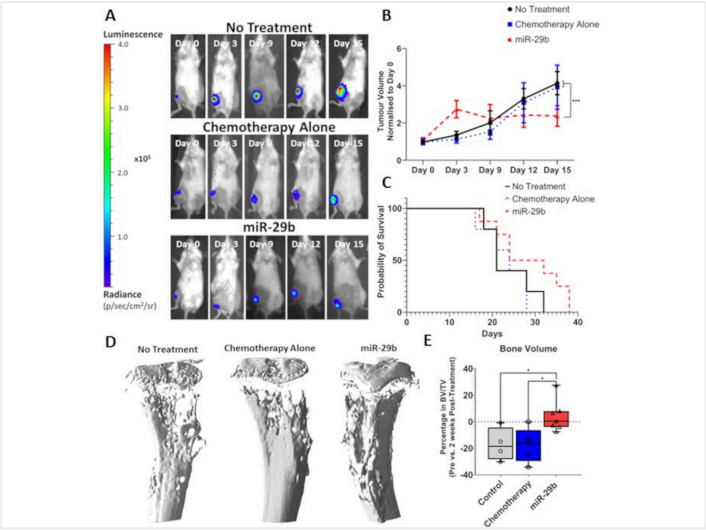 A
No Treatment
Luminescence
4.0
3.0
x10⁵
2.0
1.0
Radiance
(p/sec/cm²/sr)
Day 0 Day 3 Day 9 Day 12 Day 15
Chemotherapy Alone
Day 0 Day 3 Day 9 Day 12 Day 15
miR-29b
Day 0 Day 3 Day 9 Day 12 Day 15
B
No Treatment
Chemotherapy Alone
miR-29b
Tumour Volume
Normalised to Day 0
6
4
2
0
Day 0 Day 3 Day 9 Day 12 Day 15
***
C
No Treatment
Chemotherapy Alone
miR-29b
Probability of Survival
100
50
0
0 10 20 30 40
Days
D
No Treatment Chemotherapy Alone miR-29b
E
Bone Volume
Percentage in BV/TV
(Pre vs. 2 weeks Post-Treatment)
40
20
0
-20
-40
*
*
Control
Chemotherapy
miR-29b